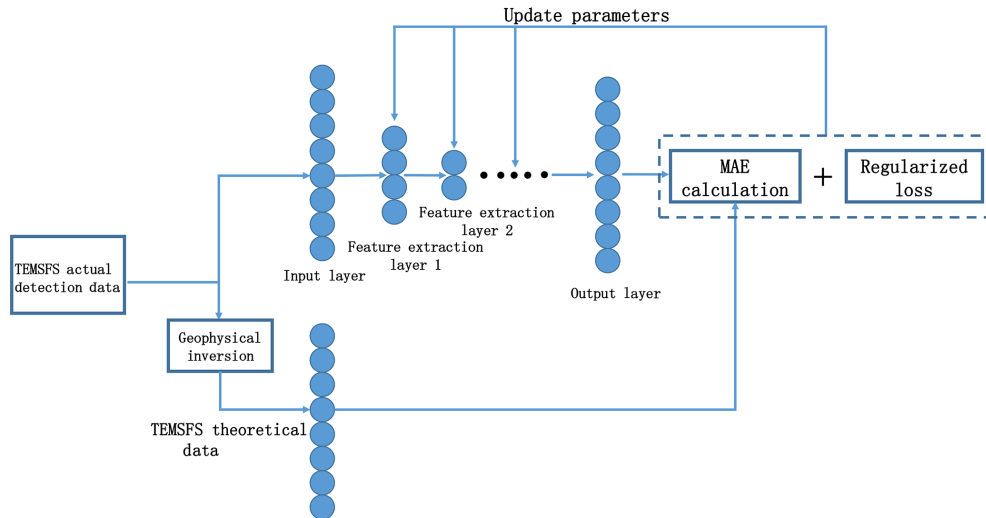 Update parameters
MAE
calculation
+
Regularized
loss
Feature extraction
layer 2
Feature extraction
layer 1
Input layer
Output layer
TEMSFS actual
detection data
Geophysical
inversion
TEMSFS theoretical
data